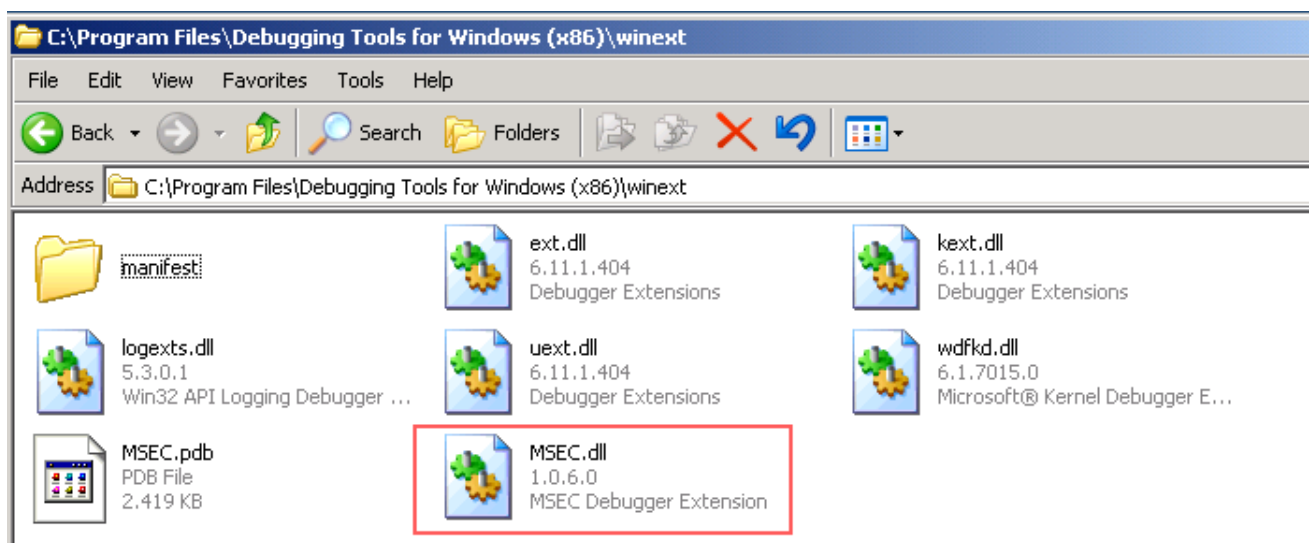 C:\Program Files\Debugging Tools for Windows (x86)\winext
File Edit View Favorites Tools Help
Back Search Folders
Address C:\Program Files\Debugging Tools for Windows (x86)\winext
manifest
ext.dll
6.11.1.404
Debugger Extensions
kext.dll
6.11.1.404
Debugger Extensions
logexts.dll
5.3.0.1
Win32 API Logging Debugger ...
uext.dll
6.11.1.404
Debugger Extensions
wdfkd.dll
6.1.7015.0
Microsoft® Kernel Debugger E...
MSEC.pdb
PDB File
2.419 KB
MSEC.dll
1.0.6.0
MSEC Debugger Extension